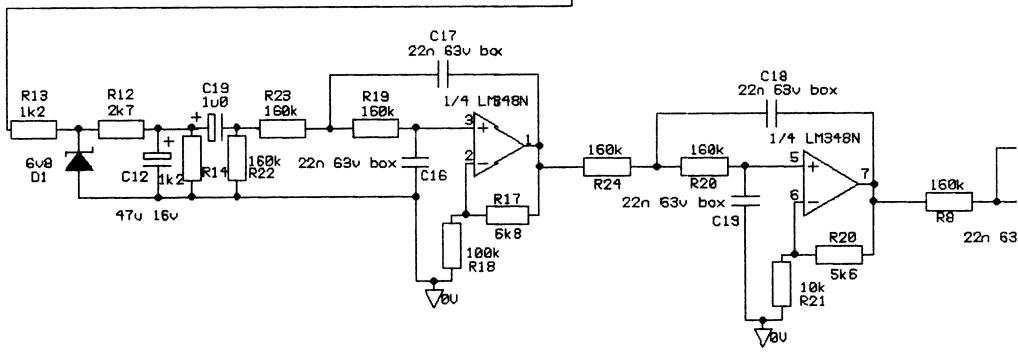 C17
22n 63v box
1/4 LM348N
R13
1k2
R12
2k7
C19
1u0
+
R23
160k
R19
160k
3
+
1
2
−
6v8
D1
+
C12
1k2
R14
160k
R22
22n 63v box
C16
47u 16v
R17
6k8
100k
R18
0V
C18
22n 63v box
1/4 LM348N
160k
R24
160k
R20
5
+
7
6
−
22n 63v box
C19
160k
R8
22n 63
R20
5k6
10k
R21
0V